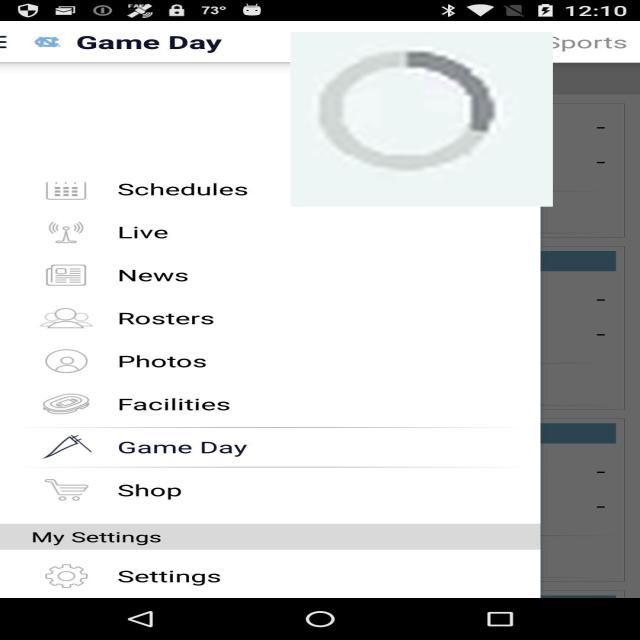 73° 12:10
Game Day Sports
Schedules
Live
News
Rosters
Photos
Facilities
Game Day
Shop
My Settings
Settings